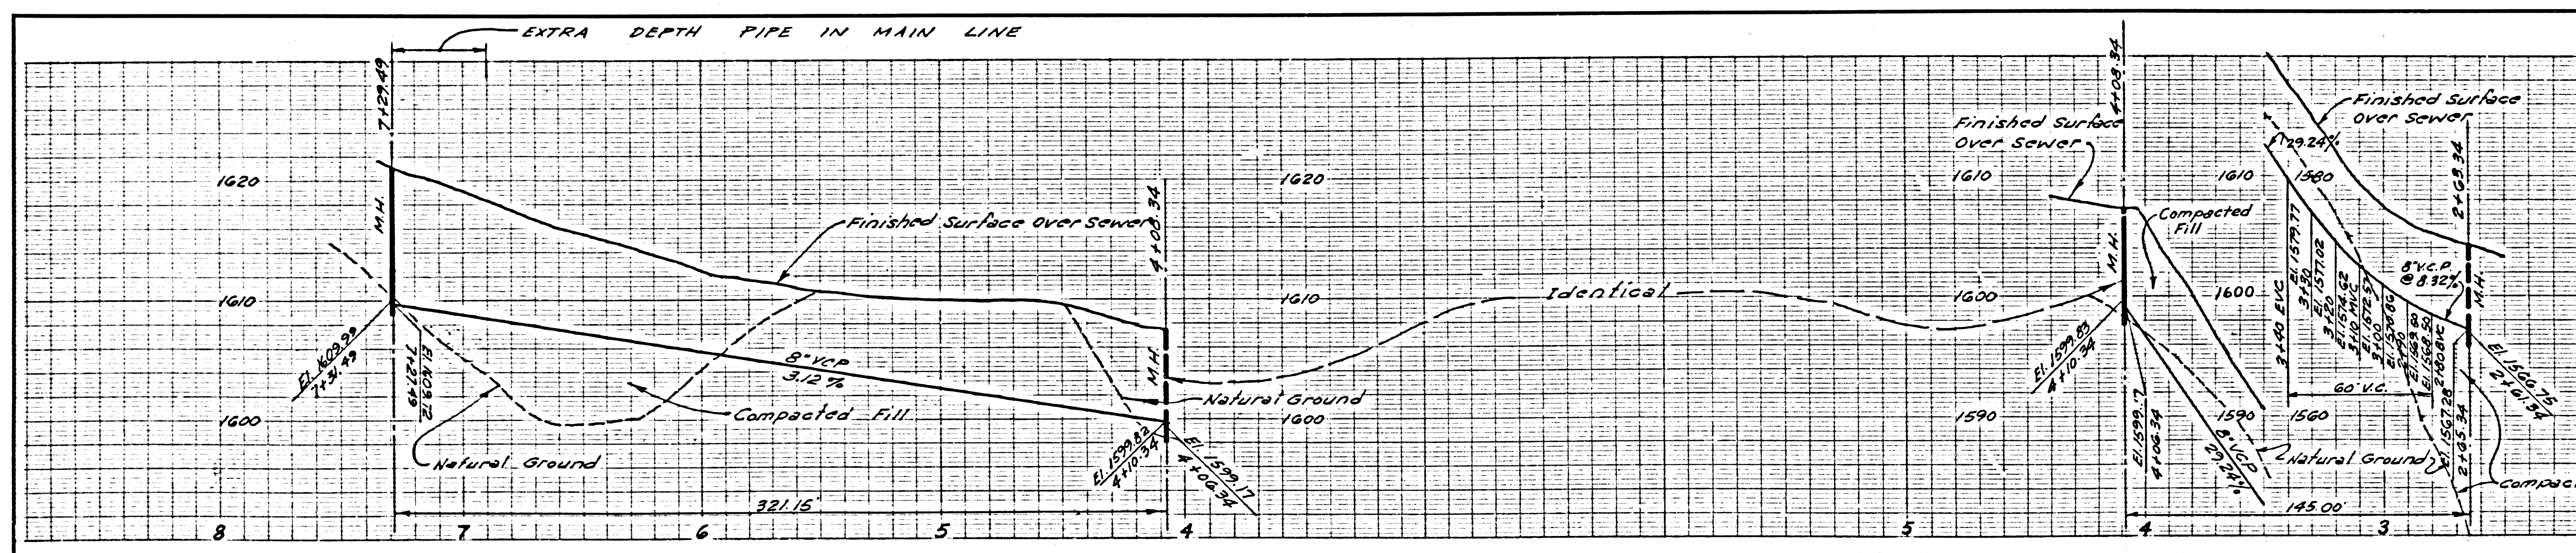 EXTRA DEPTH PIPE IN MAIN LINE
7+29.49
M.H.
1620
1610
1600
El. 1609.99
7+31.49
El. 1609.72
7+27.49
Natural Ground
Compacted Fill
8" VCP
3.12 %
Finished Surface Over Sewer
4+08.34
M.H.
El. 1599.82
4+10.34
El. 1599.17
4+06.34
321.15'
Natural Ground
1620
1610
1600
Identical
8
7
6
5
4
Finished Surface
Over Sewer
4+08.34
1610
1600
1590
M.H.
El. 1599.83
4+10.34
El. 1599.17
4+06.34
Compacted
Fill
1610
1600
1590
8" VCP
29.24%
Natural Ground
1580
1560
29.24%
Finished Surface
Over Sewer
2+63.34
M.H.
8" V.C.P.
@ 8.32%
3+40 EVC
El. 1579.77
3+30
El. 1577.02
3+20
El. 1574.62
3+10 MVC
El. 1572.57
3+00
El. 1570.86
2+90
El. 1569.50
El. 1568.50
2+80 BVC
60' V.C.
El. 1567.28
2+65.34
El. 1566.75
2+61.34
Compac
145.00'
5
4
3